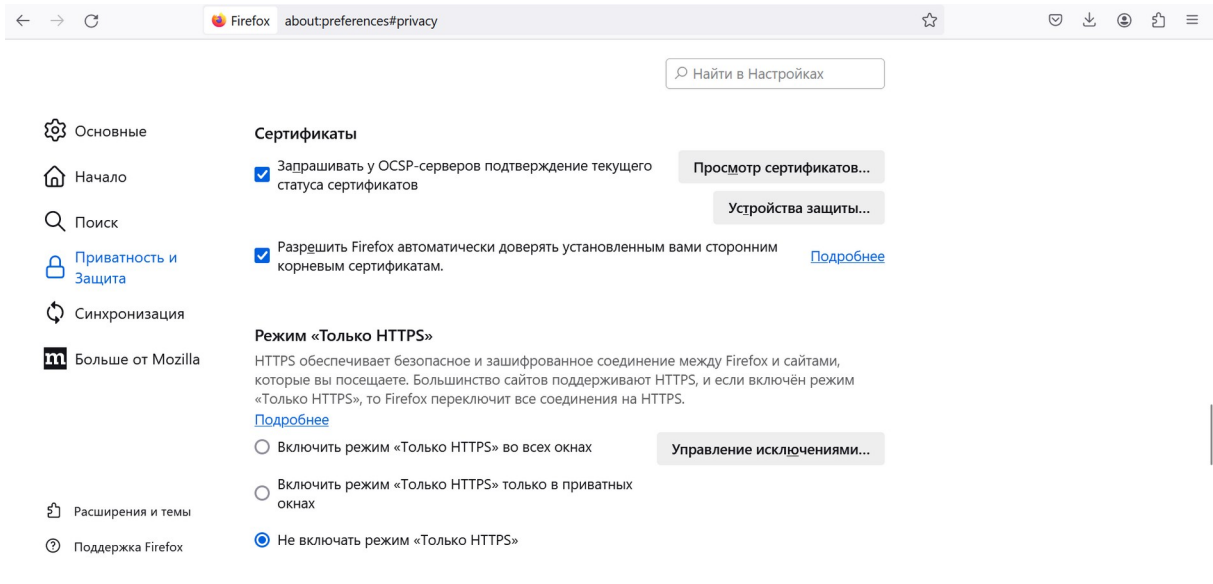 Firefox about:preferences#privacy
Найти в Настройках
Основные
Начало
Поиск
Приватность и
Защита
Синхронизация
m Больше от Mozilla
Расширения и темы
Поддержка Firefox
Сертификаты
Запрашивать у OCSP-серверов подтверждение текущего
статуса сертификатов
Просмотр сертификатов...
Устройства защиты...
Разрешить Firefox автоматически доверять установленным вами сторонним
корневым сертификатам.
Подробнее
Режим «Только HTTPS»
HTTPS обеспечивает безопасное и зашифрованное соединение между Firefox и сайтами,
которые вы посещаете. Большинство сайтов поддерживают HTTPS, и если включён режим
«Только HTTPS», то Firefox переключит все соединения на HTTPS.
Подробнее
Включить режим «Только HTTPS» во всех окнах
Управление исключениями...
Включить режим «Только HTTPS» только в приватных
окнах
Не включать режим «Только HTTPS»